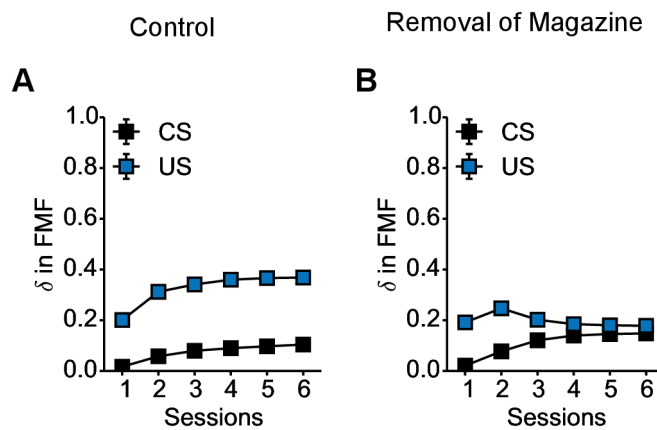 Control
A
1.0
0.8
0.6
0.4
0.2
0.0
δ in FMF
CS
US
1 2 3 4 5 6
Sessions
Removal of Magazine
B
1.0
0.8
0.6
0.4
0.2
0.0
δ in FMF
CS
US
1 2 3 4 5 6
Sessions